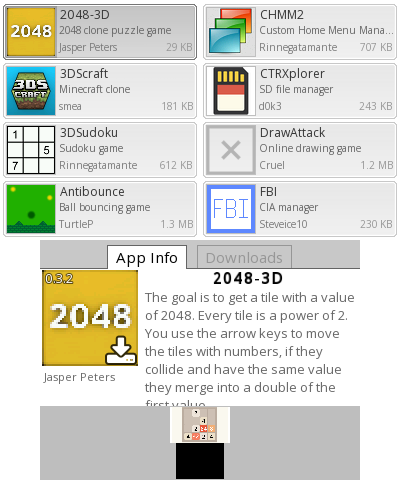 2048
2048-3D
2048 clone puzzle game
Jasper Peters 29 KB
CHMM2
Custom Home Menu Mana...
Rinnegatamante 707 KB
3DS CRAFT
3DScraft
Minecraft clone
smea 181 KB
CTRXplorer
SD file manager
d0k3 243 KB
1
5
7
3DSudoku
Sudoku game
Rinnegatamante 612 KB
DrawAttack
Online drawing game
Cruel 1.2 MB
Antibounce
Ball bouncing game
TurtleP 1.3 MB
FBI
FBI
CIA manager
Steveice10 230 KB
App Info
Downloads
0.3.2
2048
Jasper Peters
2048-3D
The goal is to get a tile with a value
of 2048. Every tile is a power of 2.
You use the arrow keys to move
the tiles with numbers, if they
collide and have the same value
they merge into a double of the
first value